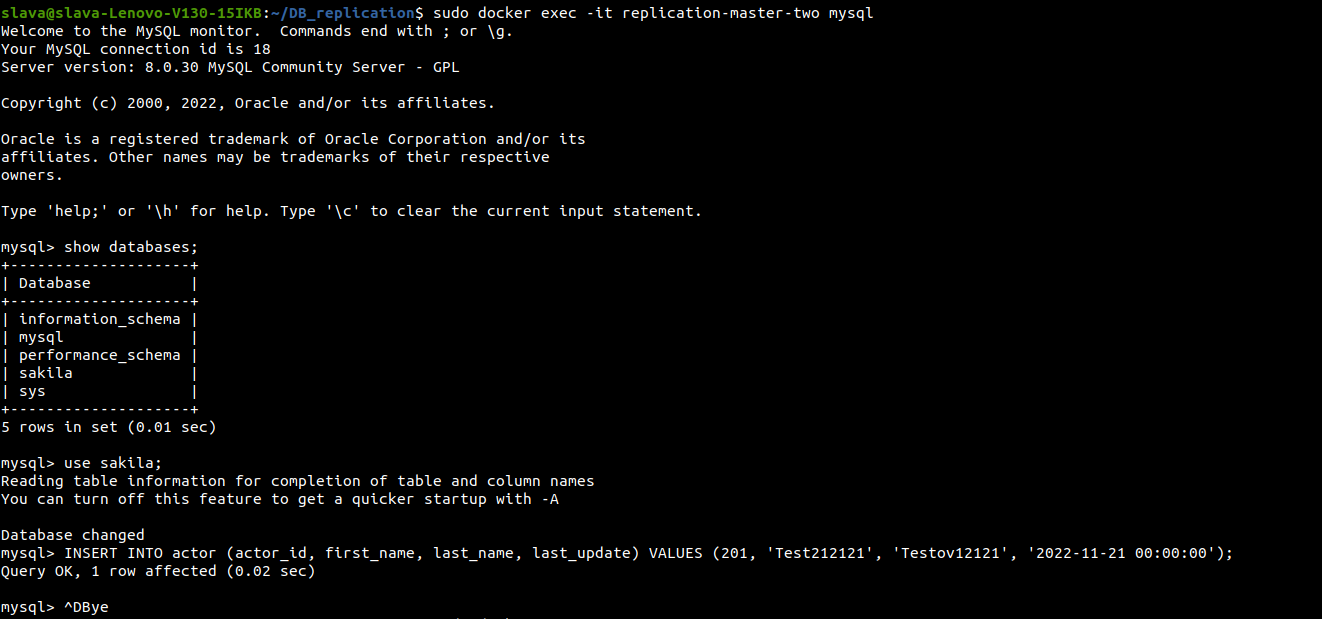 slava@slava-Lenovo-V130-15IKB:~/DB_replication$ sudo docker exec -it replication-master-two mysql
Welcome to the MySQL monitor.  Commands end with ; or \g.
Your MySQL connection id is 18
Server version: 8.0.30 MySQL Community Server - GPL
Copyright (c) 2000, 2022, Oracle and/or its affiliates.
Oracle is a registered trademark of Oracle Corporation and/or its
affiliates. Other names may be trademarks of their respective
owners.
Type 'help;' or '\h' for help. Type '\c' to clear the current input statement.
mysql> show databases;
+--------------------+
| Database           |
+--------------------+
| information_schema |
| mysql              |
| performance_schema |
| sakila             |
| sys                |
+--------------------+
5 rows in set (0.01 sec)
mysql> use sakila;
Reading table information for completion of table and column names
You can turn off this feature to get a quicker startup with -A
Database changed
mysql> INSERT INTO actor (actor_id, first_name, last_name, last_update) VALUES (201, 'Test212121', 'Testov12121', '2022-11-21 00:00:00');
Query OK, 1 row affected (0.02 sec)
mysql> ^DBye